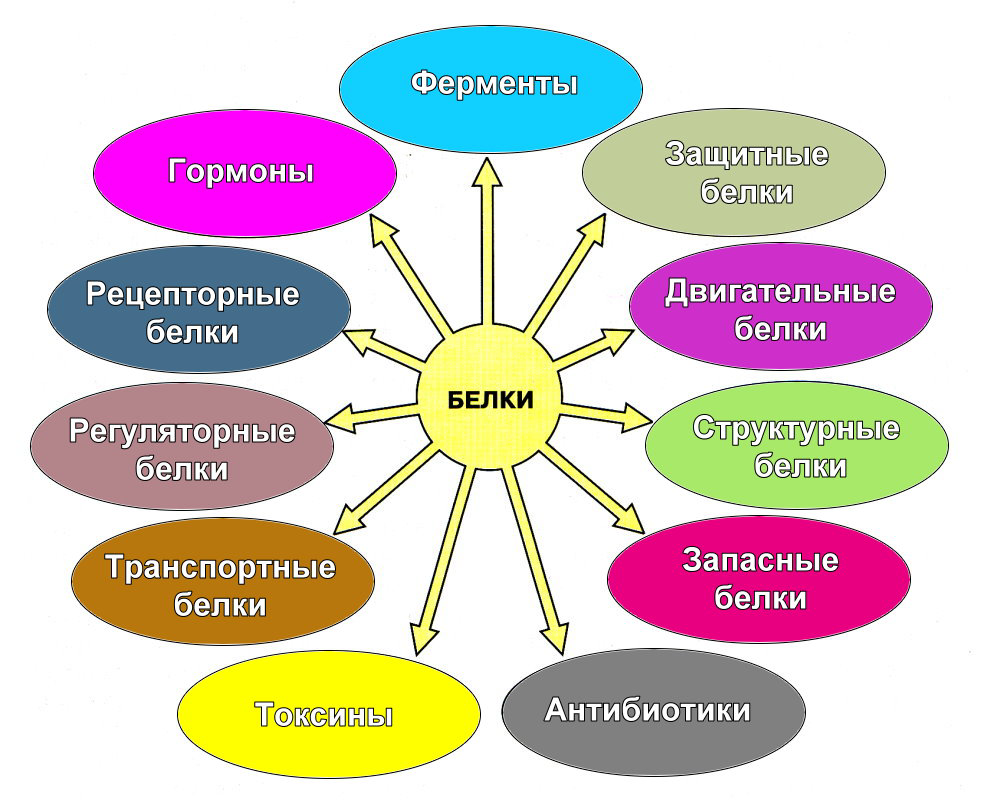 Ферменты
Гормоны
Защитные
белки
Рецепторные
белки
Двигательные
белки
БЕЛКИ
Регуляторные
белки
Структурные
белки
Транспортные
белки
Запасные
белки
Токсины
Антибиотики